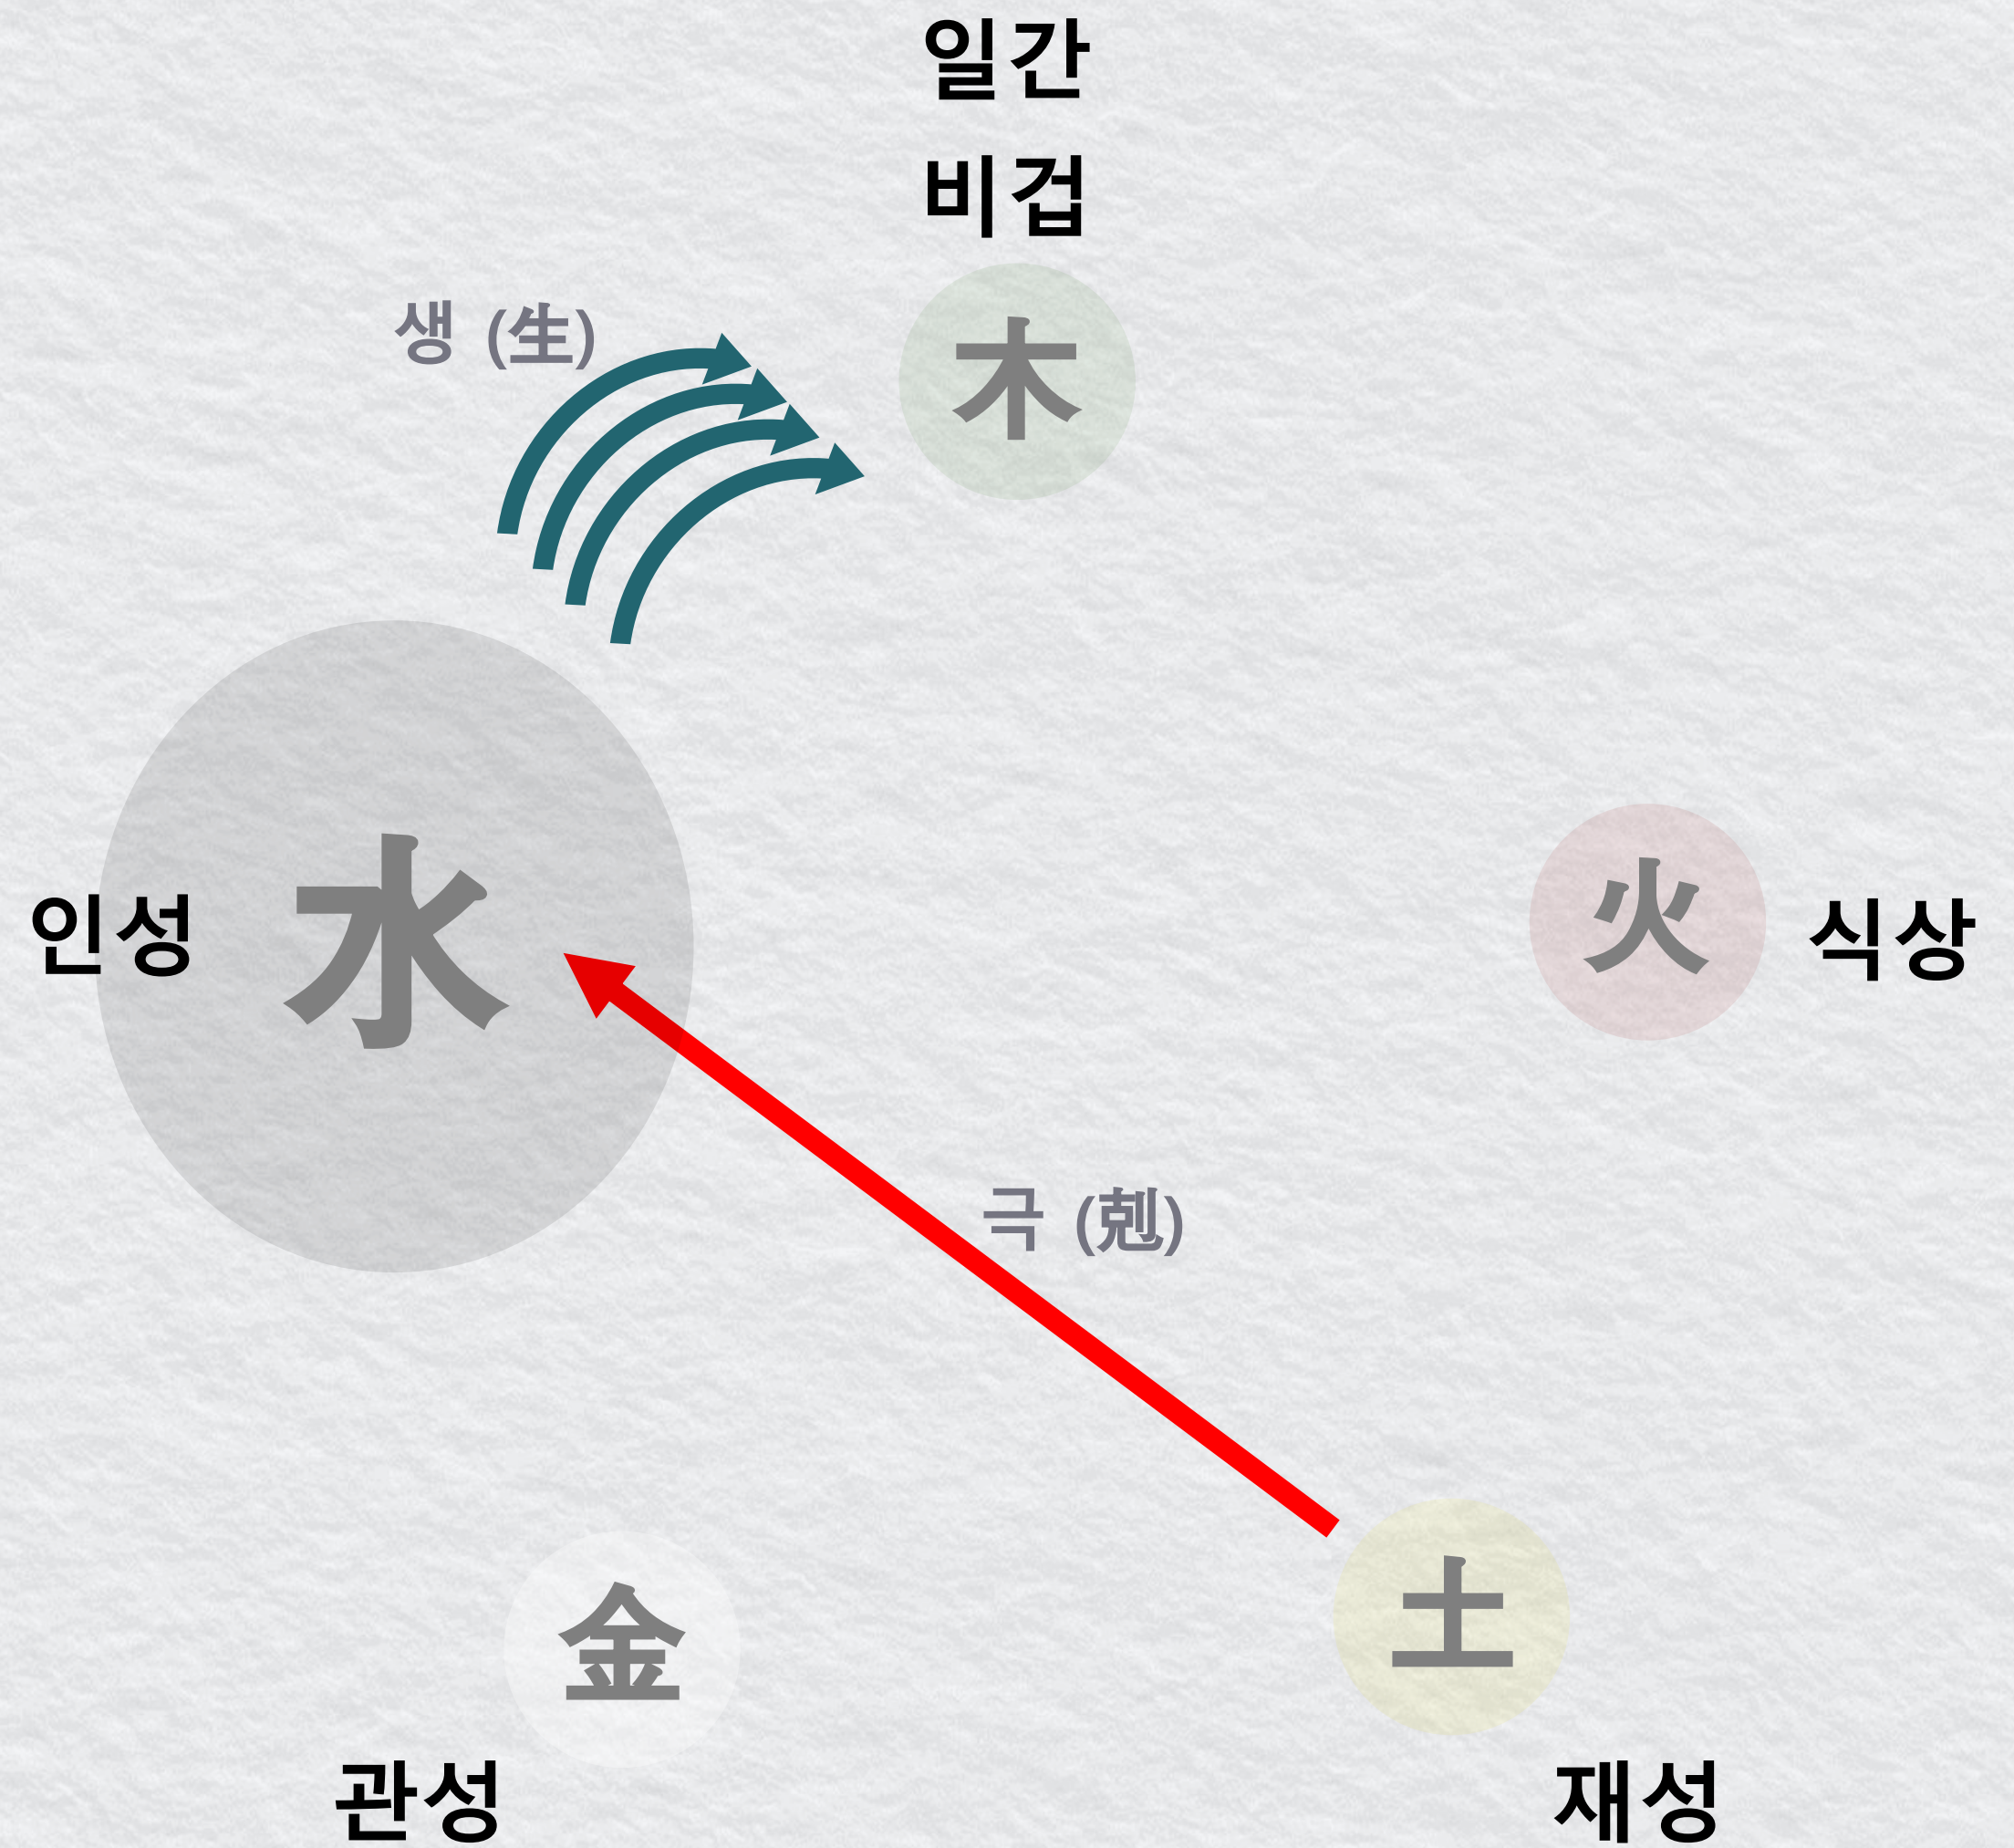 일간
비겁
생 (生)
木
水
인성
火
식상
극 (剋)
土
金
관성
재성